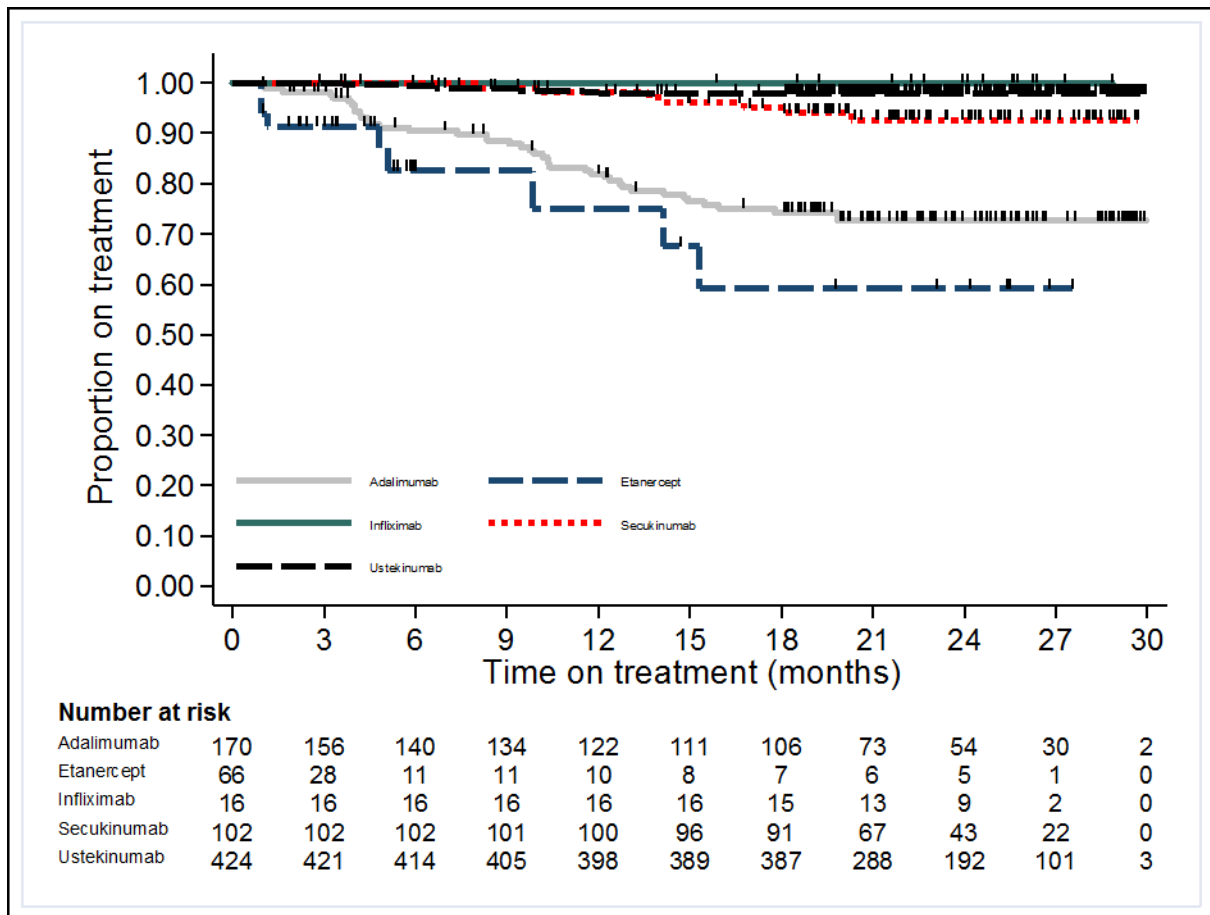 Proportion on treatment
1.00
0.90
0.80
0.70
0.60
0.50
0.40
0.30
0.20
0.10
0.00
Adalimumab Etanercept
Infliximab Secukinumab
Ustekinumab
0 3 6 9 12 15 18 21 24 27 30
Time on treatment (months)
Number at risk
Adalimumab 170 156 140 134 122 111 106 73 54 30 2
Etanercept 66 28 11 11 10 8 7 6 5 1 0
Infliximab 16 16 16 16 16 16 15 13 9 2 0
Secukinumab 102 102 102 101 100 96 91 67 43 22 0
Ustekinumab 424 421 414 405 398 389 387 288 192 101 3